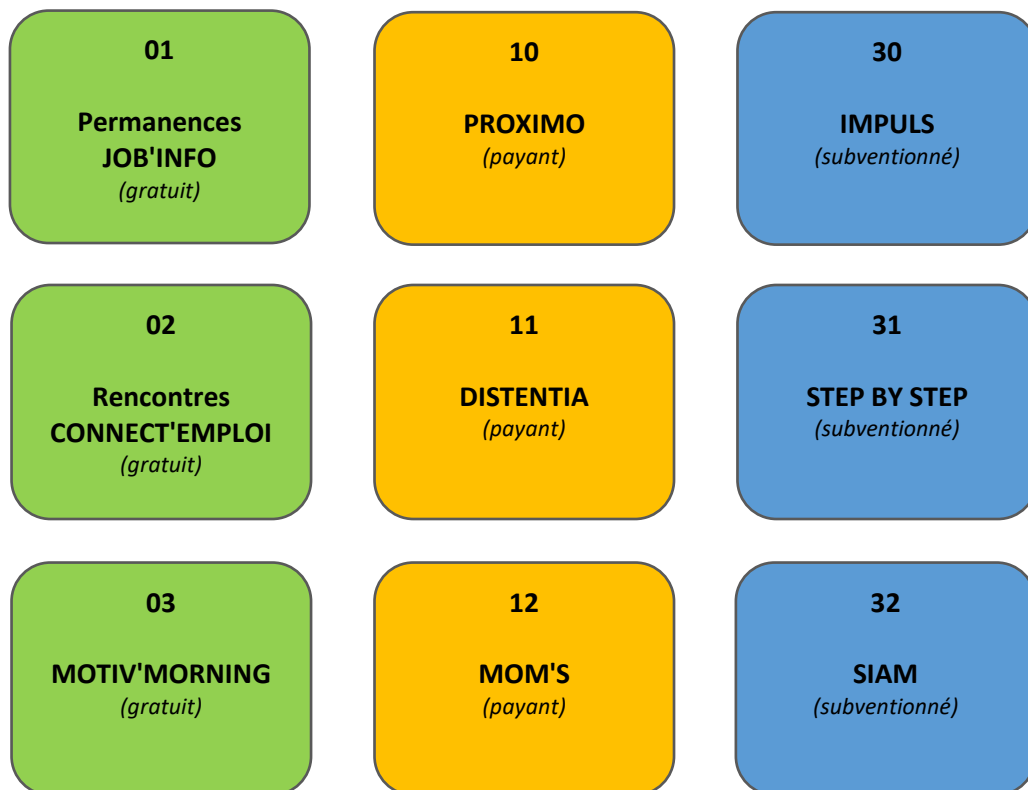 01
Permanences
JOB'INFO
(gratuit)
10
PROXIMO
(payant)
30
IMPULS
(subventionné)
02
Rencontres
CONNECT'EMPLOI
(gratuit)
11
DISTENTIA
(payant)
31
STEP BY STEP
(subventionné)
03
MOTIV'MORNING
(gratuit)
12
MOM'S
(payant)
32
SIAM
(subventionné)